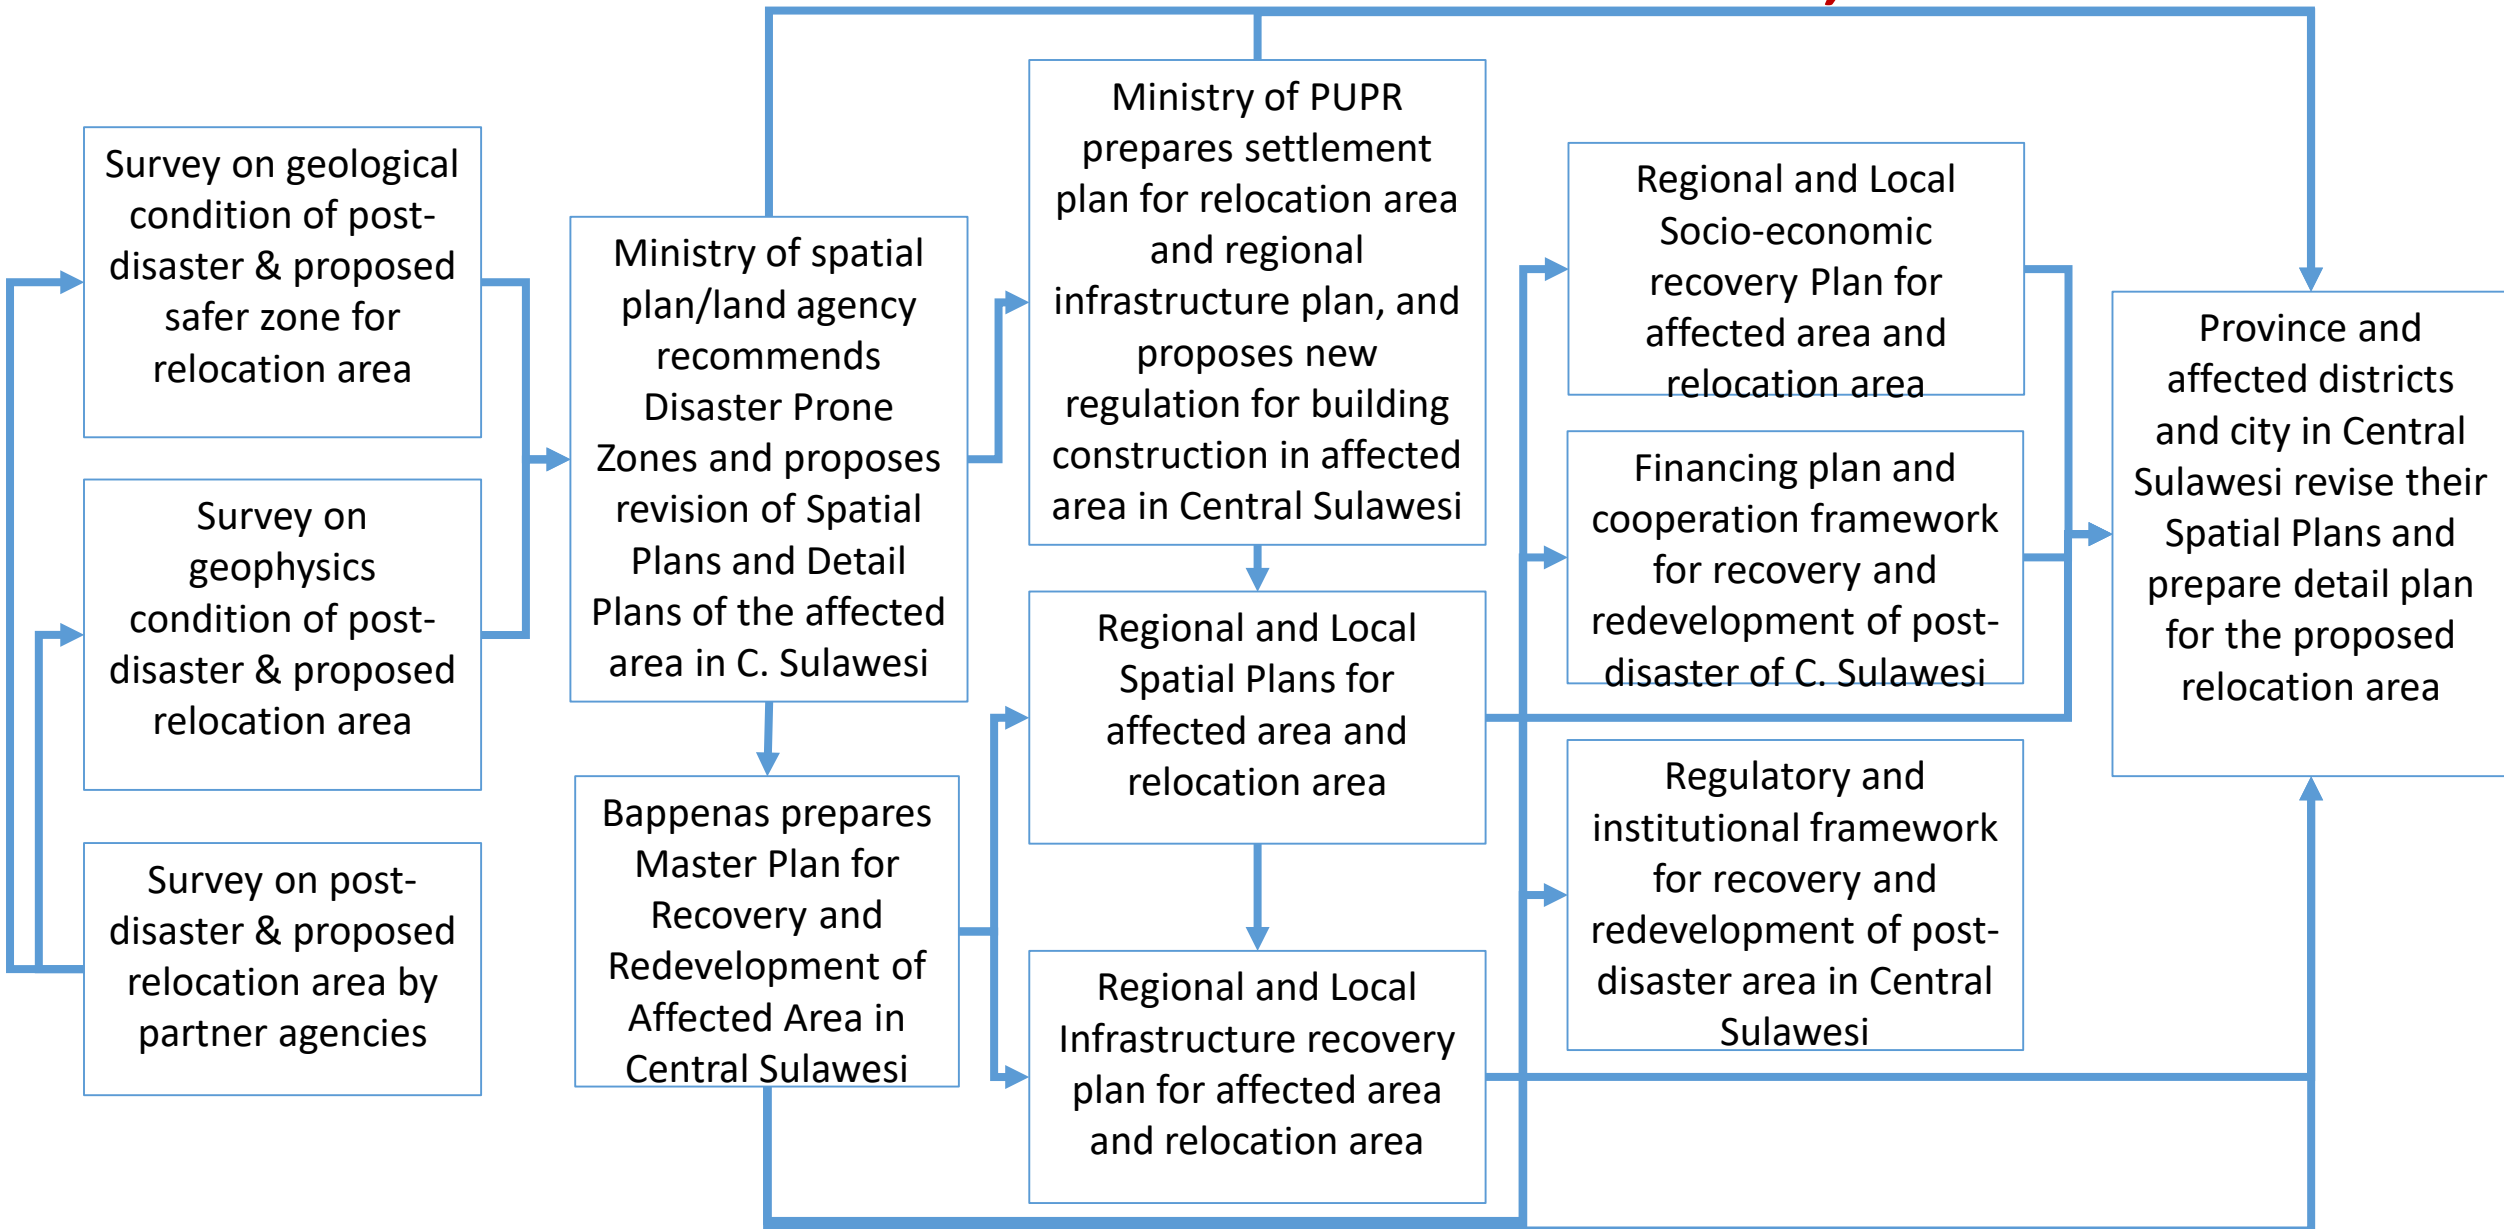 Survey on geological
condition of post-
disaster & proposed
safer zone for
relocation area
Survey on
geophysics
condition of post-
disaster & proposed
relocation area
Survey on post-
disaster & proposed
relocation area by
partner agencies
Ministry of spatial
plan/land agency
recommends
Disaster Prone
Zones and proposes
revision of Spatial
Plans and Detail
Plans of the affected
area in C. Sulawesi
Bappenas prepares
Master Plan for
Recovery and
Redevelopment of
Affected Area in
Central Sulawesi
Ministry of PUPR
prepares settlement
plan for relocation area
and regional
infrastructure plan, and
proposes new
regulation for building
construction in affected
area in Central Sulawesi
Regional and Local
Spatial Plans for
affected area and
relocation area
Regional and Local
Infrastructure recovery
plan for affected area
and relocation area
Regional and Local
Socio-economic
recovery Plan for
affected area and
relocation area
Financing plan and
cooperation framework
for recovery and
redevelopment of post-
disaster of C. Sulawesi
Regulatory and
institutional framework
for recovery and
redevelopment of post-
disaster area in Central
Sulawesi
Province and
affected districts
and city in Central
Sulawesi revise their
Spatial Plans and
prepare detail plan
for the proposed
relocation area